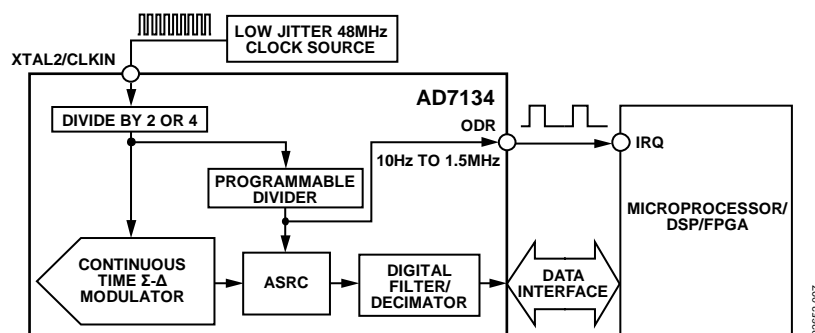 LOW JITTER 48MHz
CLOCK SOURCE
XTAL2/CLKIN
AD7134
DIVIDE BY 2 OR 4
ODR
IRQ
10Hz TO 1.5MHz
PROGRAMMABLE
DIVIDER
MICROPROCESSOR/
DSP/FPGA
CONTINUOUS
TIME Σ-Δ
MODULATOR
ASRC
DIGITAL
FILTER/
DECIMATOR
DATA
INTERFACE